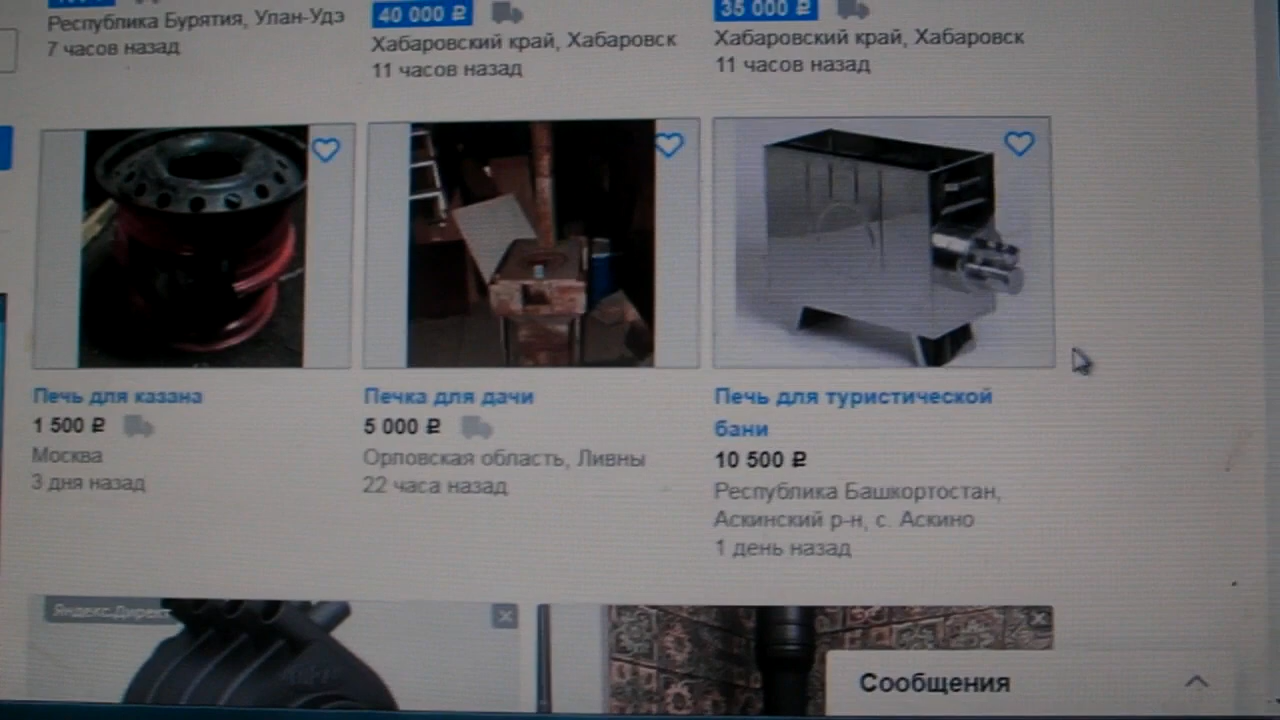 Республика Бурятия, Улан-Удэ
7 часов назад
40 000 ₽
Хабаровский край, Хабаровск
11 часов назад
35 000 ₽
Хабаровский край, Хабаровск
11 часов назад
Печь для казана
1 500 ₽
Москва
3 дня назад
Печка для дачи
5 000 ₽
Орловская область, Ливны
22 часа назад
Печь для туристической
бани
10 500 ₽
Республика Башкортостан,
Аскинский р-н, с. Аскино
1 день назад
Яндекс.Директ
Сообщения